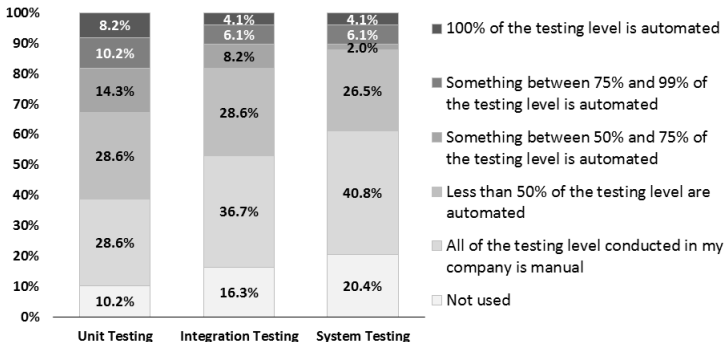 100%
90%
80%
70%
60%
50%
40%
30%
20%
10%
0%
8.2%
10.2%
14.3%
28.6%
28.6%
10.2%
4.1%
6.1%
8.2%
28.6%
36.7%
16.3%
4.1%
6.1%
2.0%
26.5%
40.8%
20.4%
Unit Testing
Integration Testing
System Testing
100% of the testing level is automated
Something between 75% and 99% of
the testing level is automated
Something between 50% and 75% of
the testing level is automated
Less than 50% of the testing level are
automated
All of the testing level conducted in my
company is manual
Not used